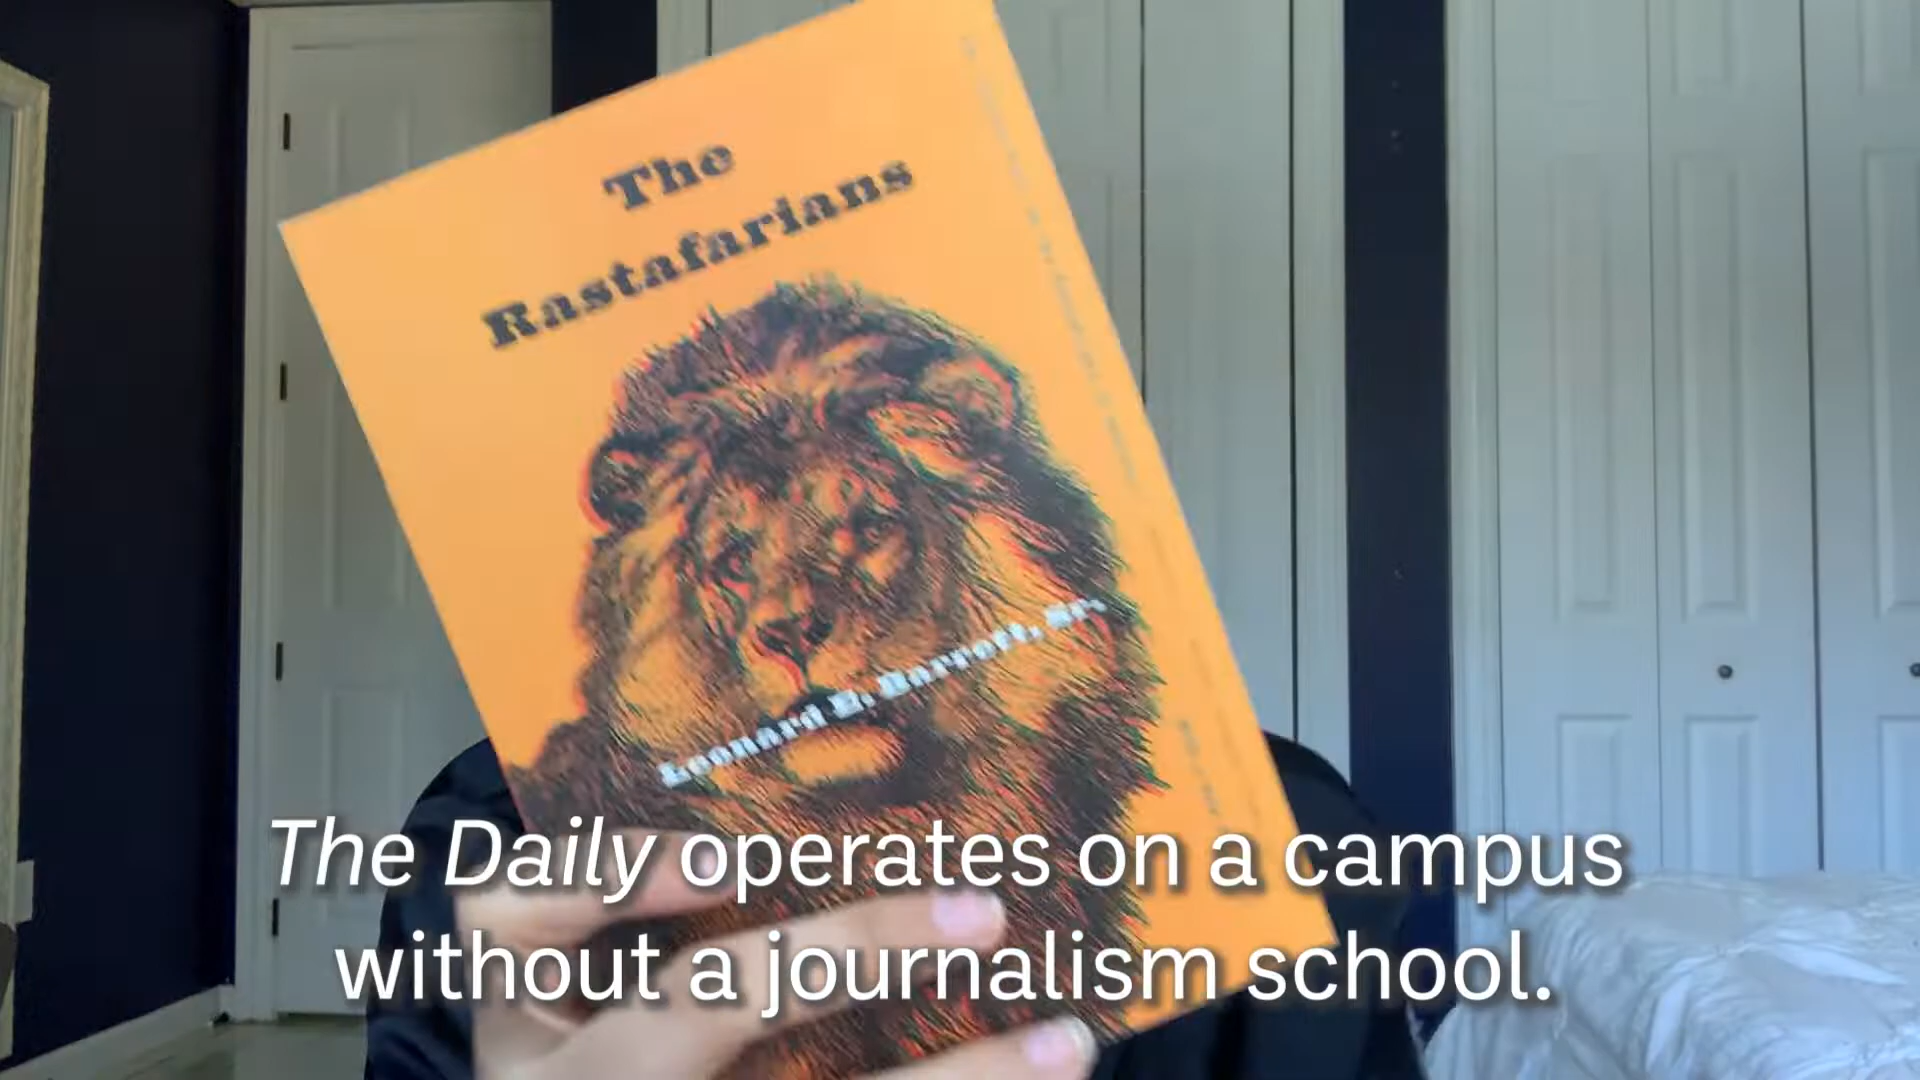 The
Rastafarians
Leonard E. Barrett, Sr.
The Daily operates on a campus
without a journalism school.